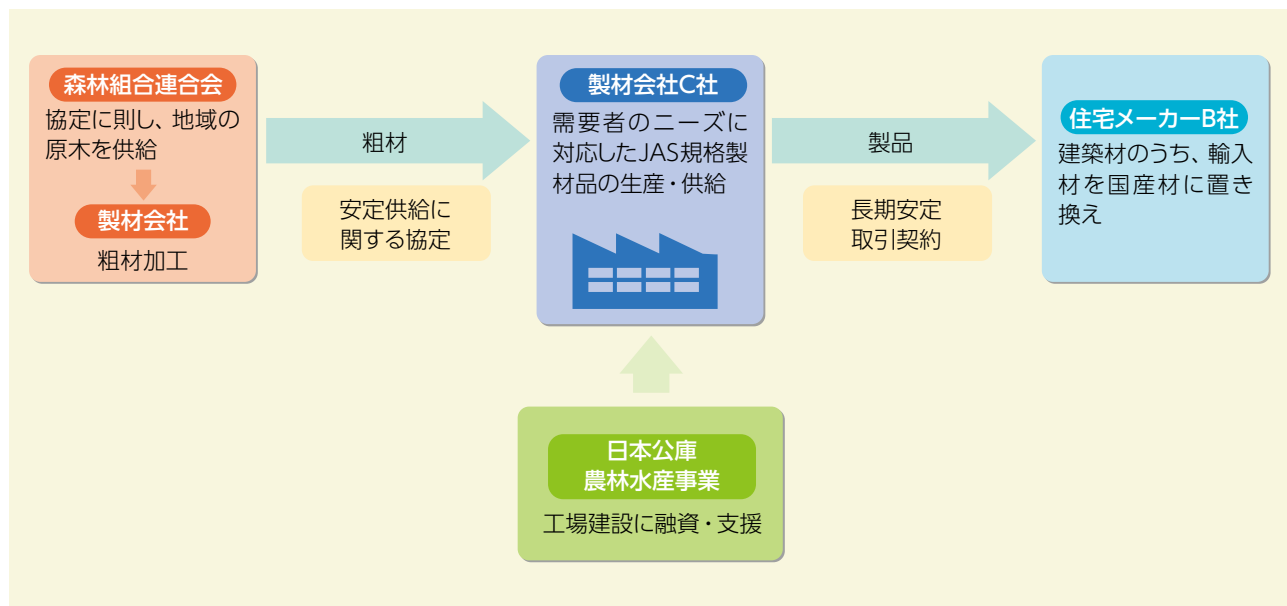 森林組合連合会
協定に則し、地域の
原木を供給
製材会社
粗材加工
粗材
安定供給に
関する協定
製材会社C社
需要者のニーズに
対応したJAS規格製
材品の生産・供給
製品
長期安定
取引契約
住宅メーカーB社
建築材のうち、輸入
材を国産材に置き
換え
日本公庫
農林水産事業
工場建設に融資・支援